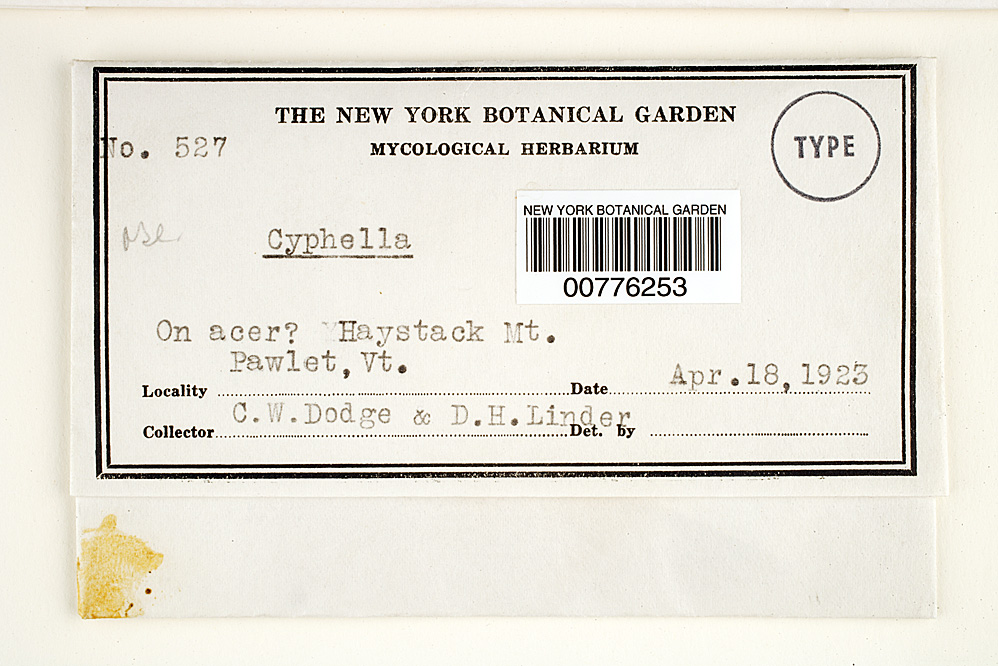 THE NEW YORK BOTANICAL GARDEN
No. 527
MYCOLOGICAL HERBARIUM
TYPE
NEW YORK BOTANICAL GARDEN
00776253
Cyphella
On acer? Haystack Mt.
Pawlet, Vt.
Locality Date Apr.18,1923
Collector C.W.Dodge & D.H.Linder Det. by